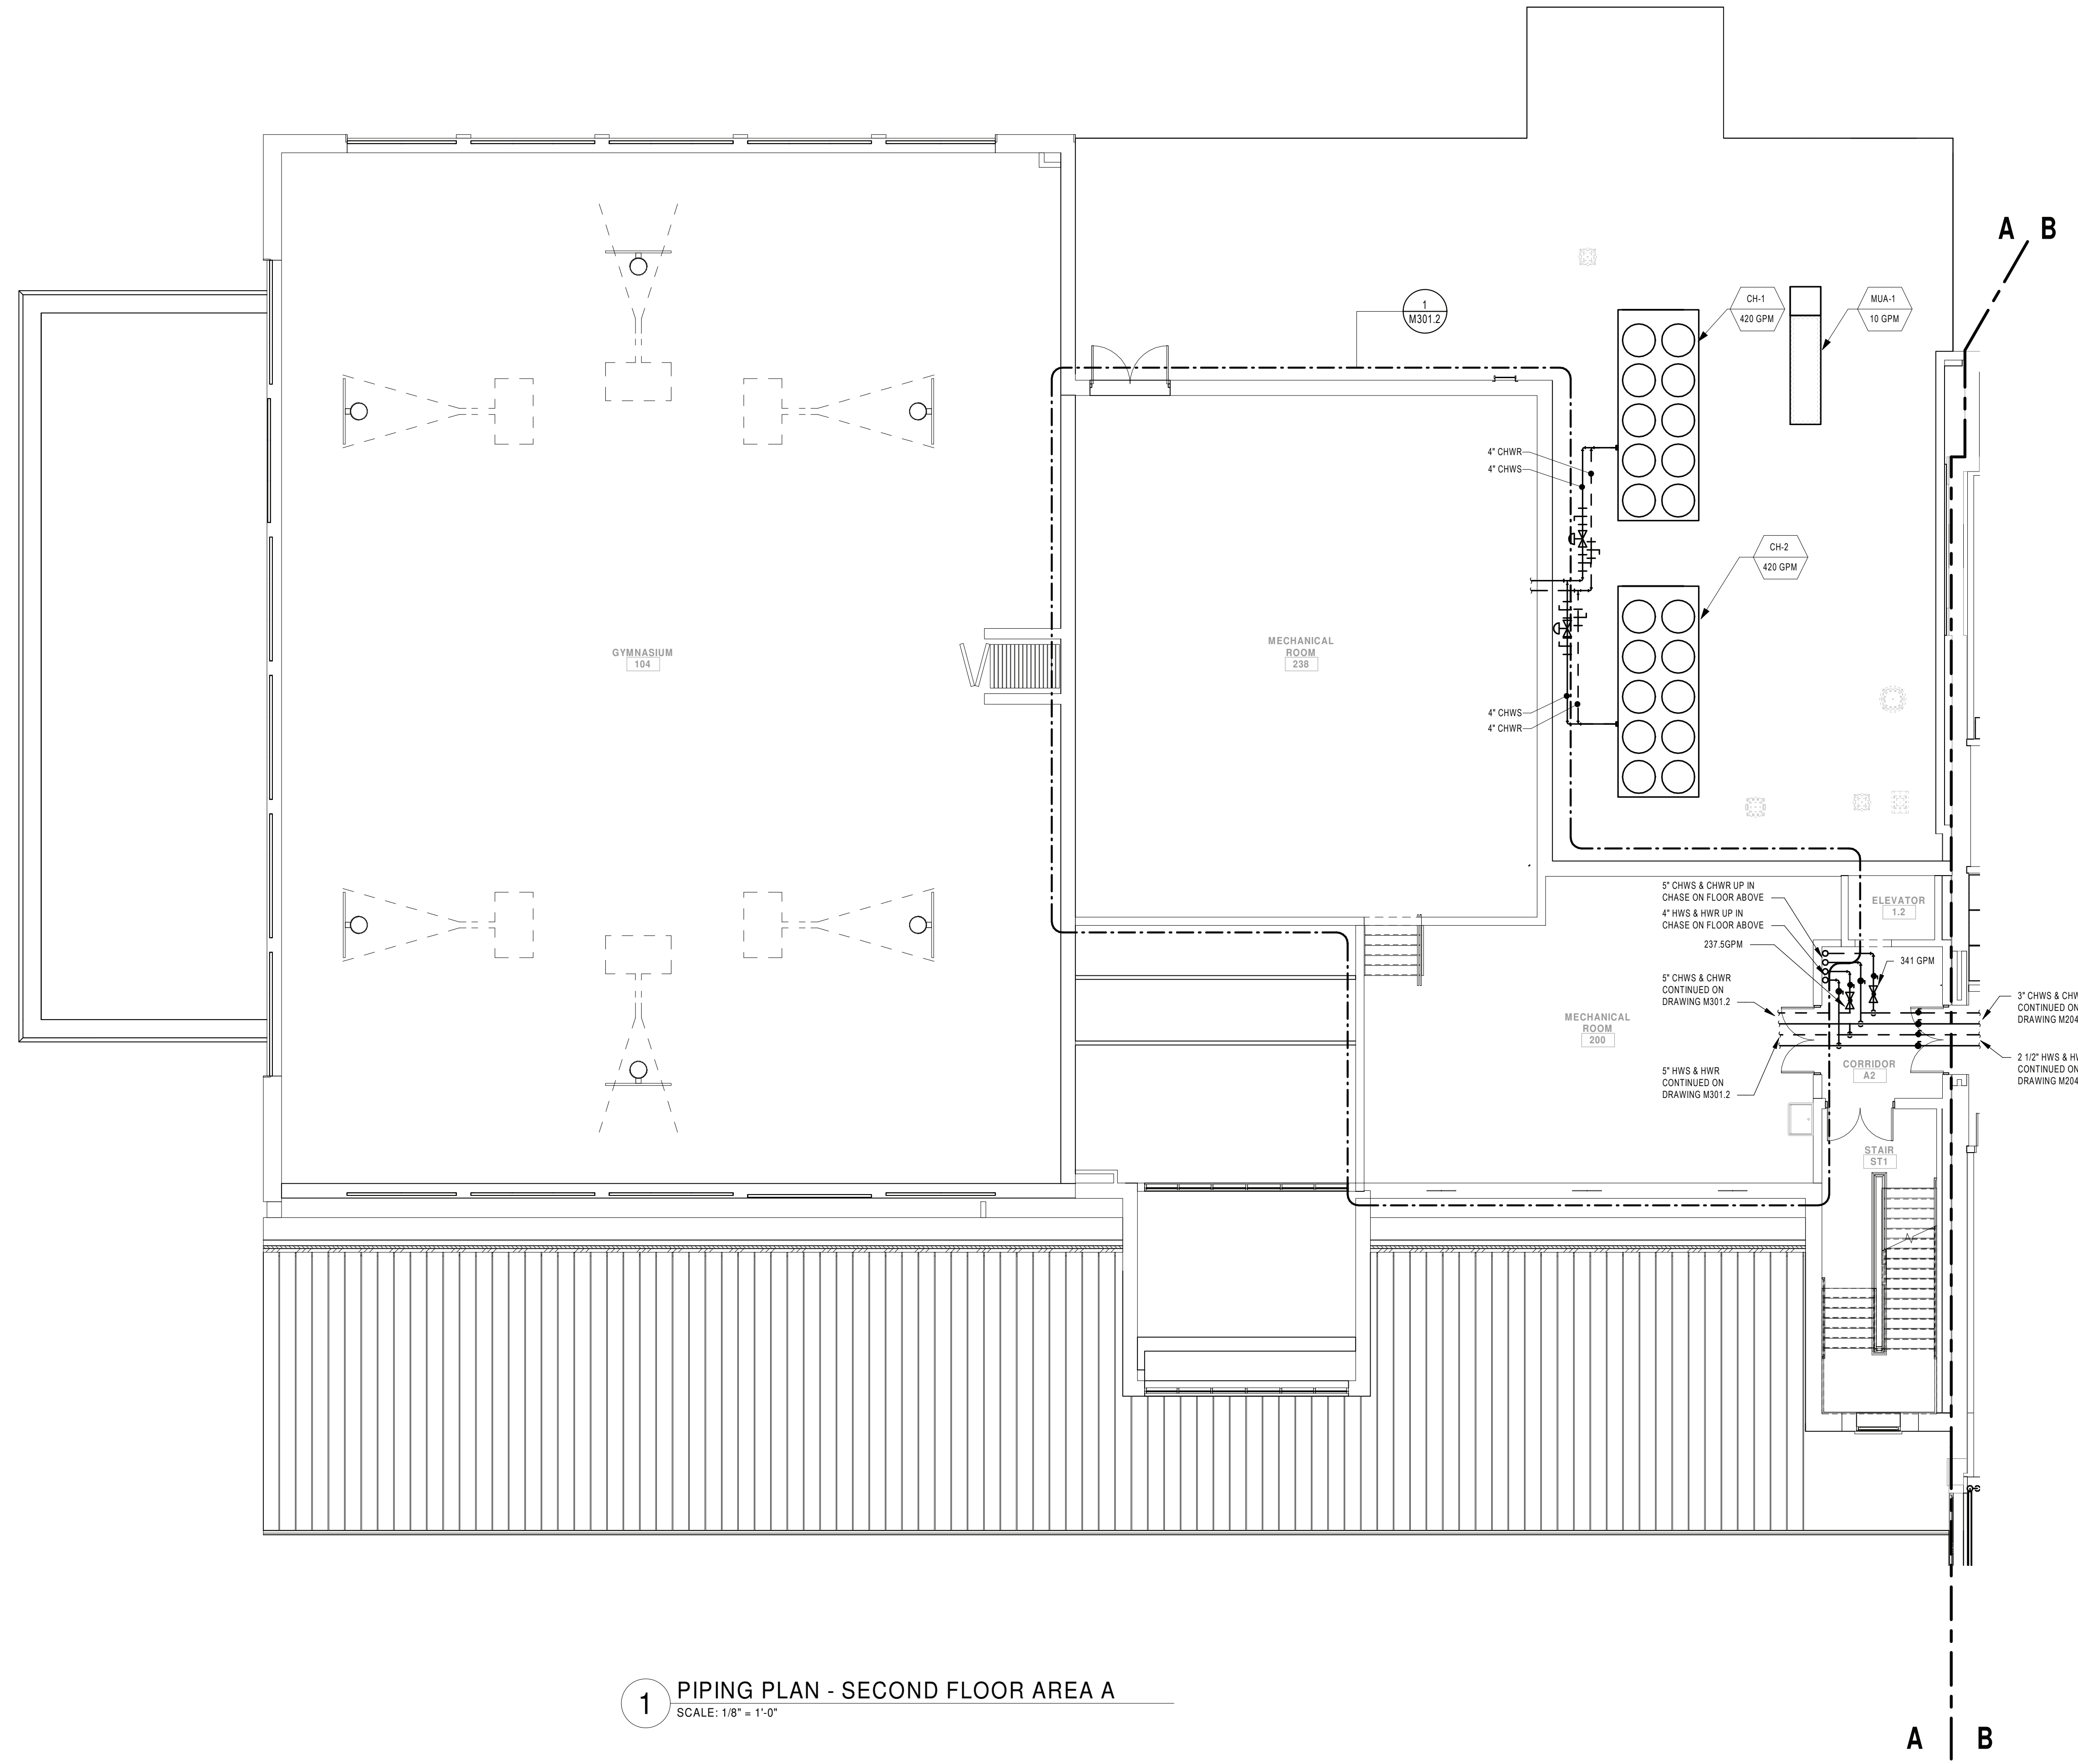 A B
1
M301.2
CH-1
420 GPM
MUA-1
10 GPM
4" CHWR
4" CHWS
CH-2
420 GPM
GYMNASIUM
104
MECHANICAL
ROOM
238
4" CHWS
4" CHWR
5" CHWS & CHWR UP IN
CHASE ON FLOOR ABOVE
4" HWS & HWR UP IN
CHASE ON FLOOR ABOVE
237.5GPM
ELEVATOR
1.2
341 GPM
5" CHWS & CHWR
CONTINUED ON
DRAWING M301.2
3" CHWS & CHW
CONTINUED ON
DRAWING M204
MECHANICAL
ROOM
200
2 1/2" HWS & HW
CONTINUED ON
DRAWING M204
CORRIDOR
A2
5" HWS & HWR
CONTINUED ON
DRAWING M301.2
STAIR
ST1
1
PIPING PLAN - SECOND FLOOR AREA A
SCALE: 1/8" = 1'-0"
A B